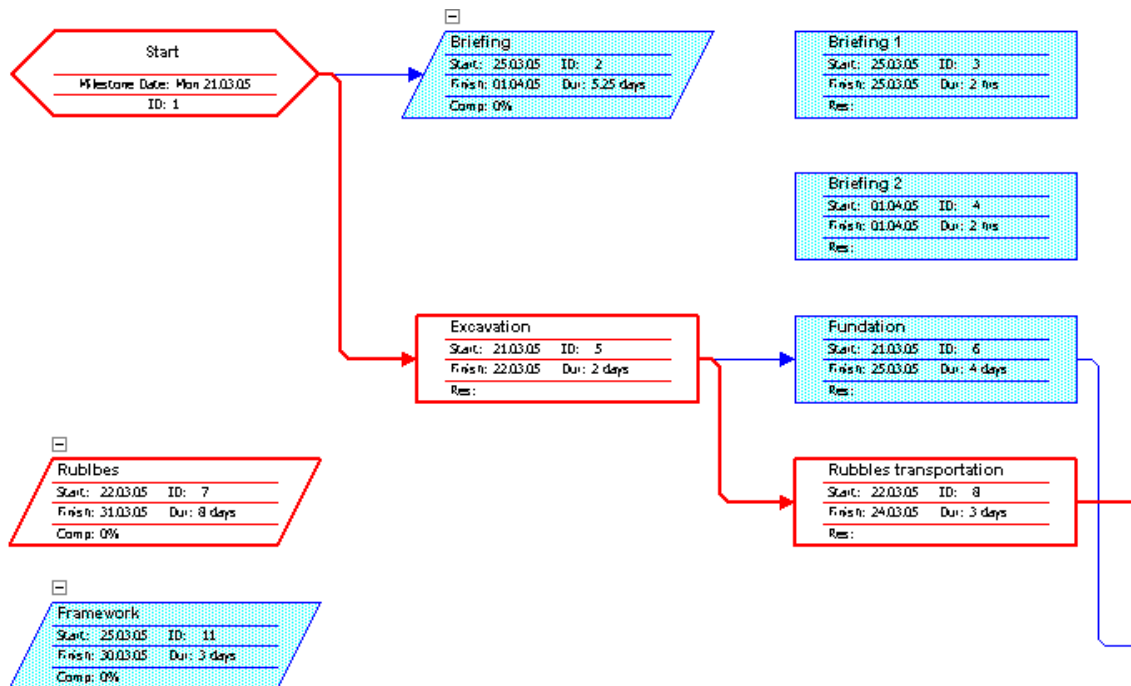 Start
Milestone Date: Mon 21.03.05
ID: 1
Briefing
Start: 25.03.05 ID: 2
Finish: 01.04.05 Dur: 5.25 days
Comp: 0%
Briefing 1
Start: 25.03.05 ID: 3
Finish: 25.03.05 Dur: 2 hrs
Res:
Briefing 2
Start: 01.04.05 ID: 4
Finish: 01.04.05 Dur: 2 hrs
Res:
Excavation
Start: 21.03.05 ID: 5
Finish: 22.03.05 Dur: 2 days
Res:
Fundation
Start: 21.03.05 ID: 6
Finish: 25.03.05 Dur: 4 days
Res:
Rublbes
Start: 22.03.05 ID: 7
Finish: 31.03.05 Dur: 8 days
Comp: 0%
Rubbles transportation
Start: 22.03.05 ID: 8
Finish: 24.03.05 Dur: 3 days
Res:
Framework
Start: 25.03.05 ID: 11
Finish: 30.03.05 Dur: 3 days
Comp: 0%